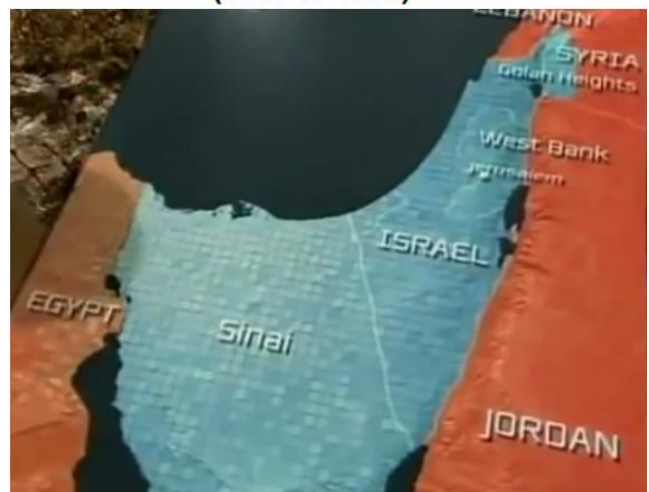 LEBANON
SYRIA
Golan Heights
West Bank
Jerusalem
ISRAEL
EGYPT
Sinai
JORDAN